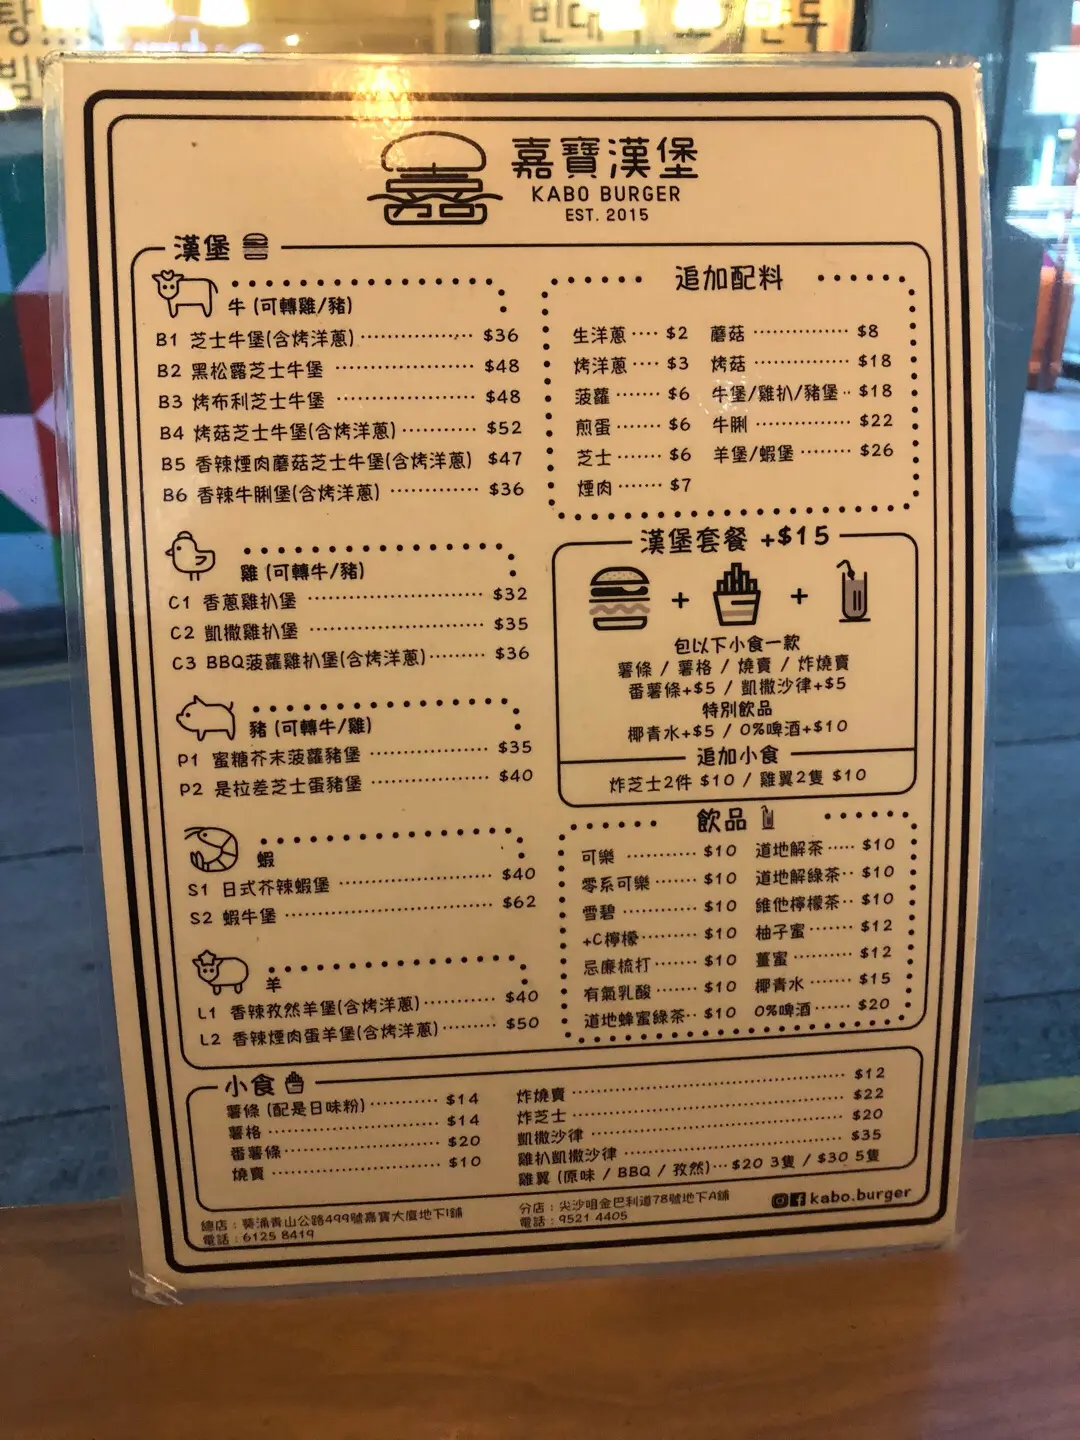 嘉寶漢堡
KABO BURGER
EST. 2015
漢堡
牛 (可轉雞/豬)
B1 芝士牛堡(含烤洋蔥) $36
B2 黑松露芝士牛堡 $48
B3 烤布利芝士牛堡 $48
B4 烤菇芝士牛堡(含烤洋蔥) $52
B5 香辣煙肉蘑菇芝士牛堡(含烤洋蔥) $47
B6 香辣牛脷堡(含烤洋蔥) $36
雞 (可轉牛/豬)
C1 香蔥雞扒堡 $32
C2 凱撒雞扒堡 $35
C3 BBQ菠蘿雞扒堡(含烤洋蔥) $36
豬 (可轉牛/雞)
P1 蜜糖芥末菠蘿豬堡 $35
P2 是拉差芝士蛋豬堡 $40
蝦
S1 日式芥辣蝦堡 $40
S2 蝦牛堡 $62
羊
L1 香辣孜然羊堡(含烤洋蔥) $40
L2 香辣煙肉蛋羊堡(含烤洋蔥) $50
追加配料
生洋蔥 $2 蘑菇 $8
烤洋蔥 $3 烤菇 $18
菠蘿 $6 牛堡/雞扒/豬堡 $18
煎蛋 $6 牛脷 $22
芝士 $6 羊堡/蝦堡 $26
煙肉 $7
漢堡套餐 +$15
+ +
包以下小食一款
薯條 / 薯格 / 燒賣 / 炸燒賣
番薯條+$5 / 凱撒沙律+$5
特別飲品
椰青水+$5 / 0%啤酒+$10
追加小食
炸芝士2件 $10 / 雞翼2隻 $10
飲品
可樂 $10 道地解茶 $10
零系可樂 $10 道地解綠茶 $10
雪碧 $10 維他檸檬茶 $10
+C檸檬 $10 柚子蜜 $12
忌廉梳打 $10 薑蜜 $12
有氣乳酸 $10 椰青水 $15
道地蜂蜜綠茶 $10 0%啤酒 $20
小食
薯條 (配是日味粉) $14
薯格 $14
番薯條 $20
燒賣 $10
炸燒賣 $12
炸芝士 $22
凱撒沙律 $20
雞扒凱撒沙律 $35
雞翼 (原味 / BBQ / 孜然) $20 3隻 / $30 5隻
總店：葵涌青山公路499號嘉寶大廈地下1舖
電話：6125 8419
分店：尖沙咀金巴利道78號地下A舖
電話：9521 4405
kabo.burger